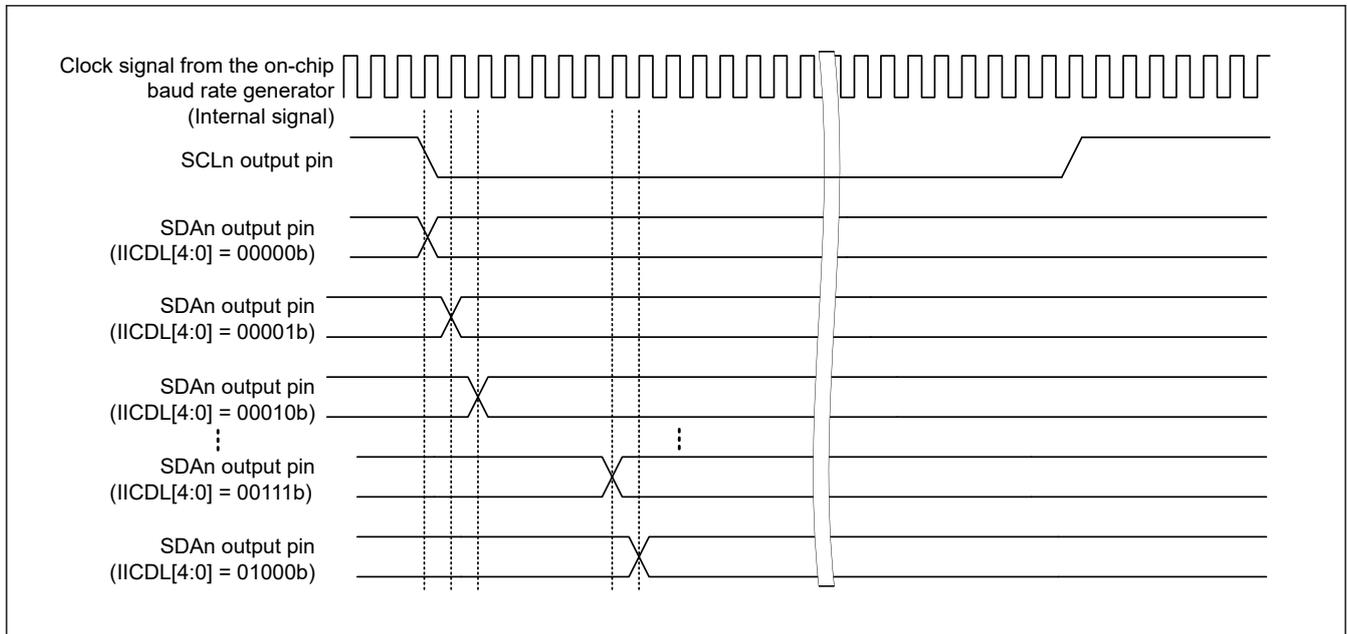 Clock signal from the on-chip
baud rate generator
(Internal signal)
SCLn output pin
SDAn output pin
(IICDL[4:0] = 00000b)
SDAn output pin
(IICDL[4:0] = 00001b)
SDAn output pin
(IICDL[4:0] = 00010b)
SDAn output pin
(IICDL[4:0] = 00111b)
SDAn output pin
(IICDL[4:0] = 01000b)